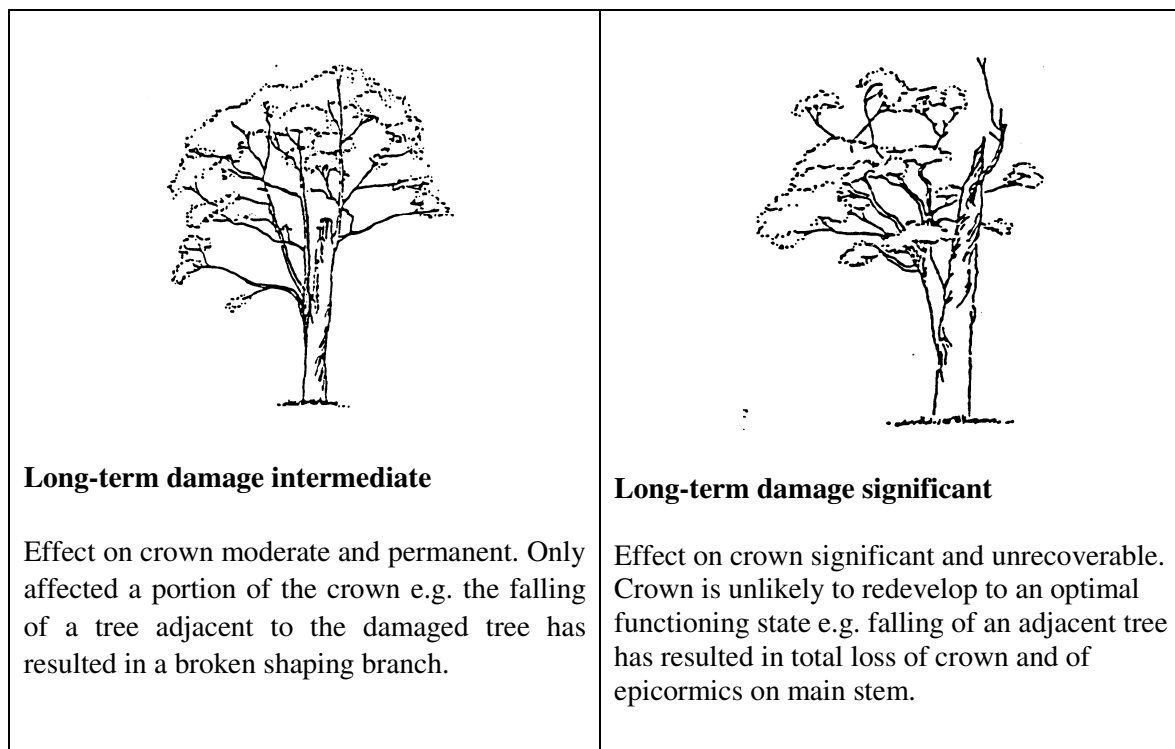 Long-term damage intermediate
Effect on crown moderate and permanent. Only
affected a portion of the crown e.g. the falling
of a tree adjacent to the damaged tree has
resulted in a broken shaping branch.
Long-term damage significant
Effect on crown significant and unrecoverable.
Crown is unlikely to redevelop to an optimal
functioning state e.g. falling of an adjacent tree
has resulted in total loss of crown and of
epicormics on main stem.